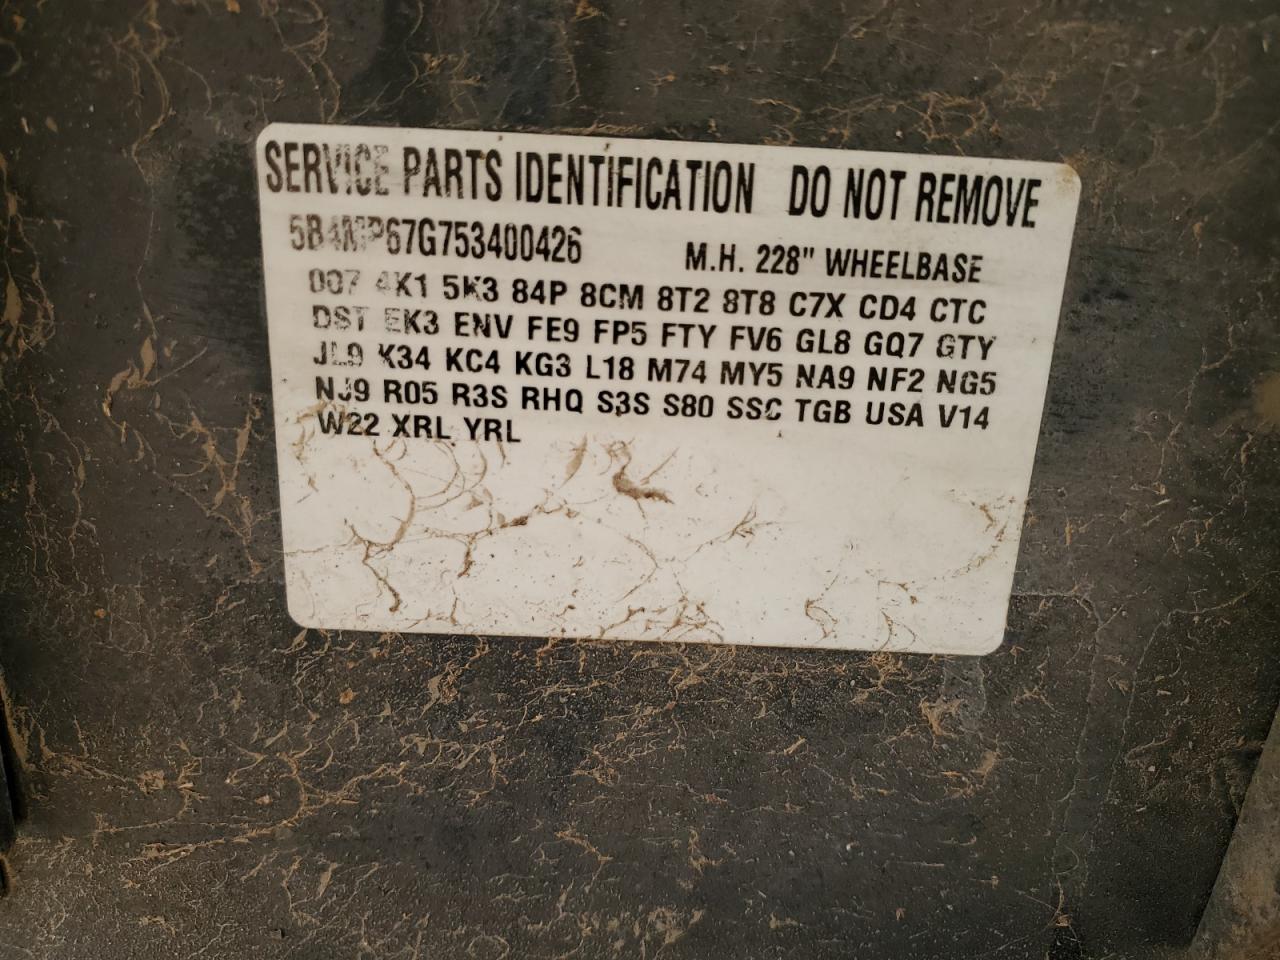 SERVICE PARTS IDENTIFICATION DO NOT REMOVE
5B4MP67G753400426 M.H. 228" WHEELBASE
007 4K1 5K3 84P 8CM 8T2 8T8 C7X CD4 CTC
DST EK3 ENV FE9 FP5 FTY FV6 GL8 GQ7 GTY
JL9 K34 KC4 KG3 L18 M74 MY5 NA9 NF2 NG5
NJ9 R05 R3S RHQ S3S S80 SSC TGB USA V14
W22 XRL YRL